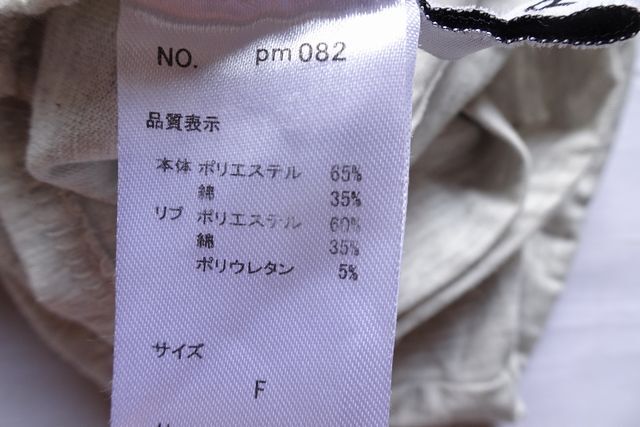 NO. pm082
品質表示
本体 ポリエステル 65%
綿 35%
リブ ポリエステル 60%
綿 35%
ポリウレタン 5%
サイズ
F